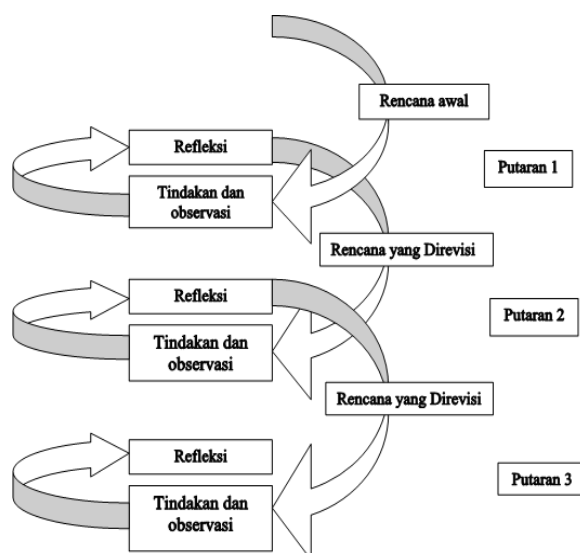 Rencana awal
Refleksi
Putaran 1
Tindakan dan
observasi
Rencana yang Direvisi
Refleksi
Putaran 2
Tindakan dan
observasi
Rencana yang Direvisi
Refleksi
Putaran 3
Tindakan dan
observasi